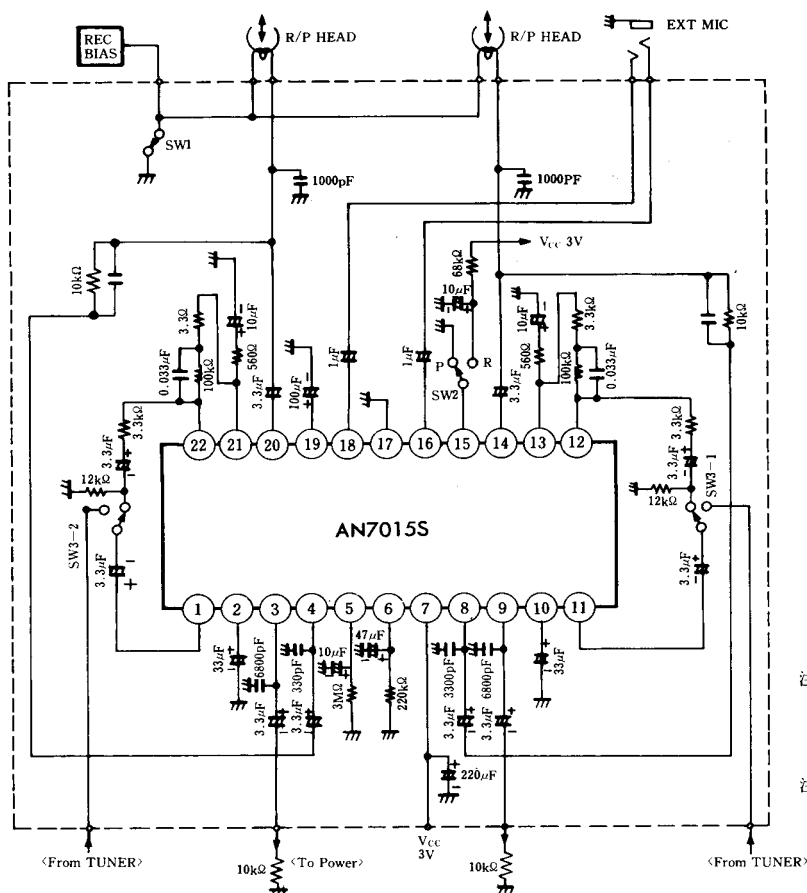 REC
BIAS
R/P HEAD
R/P HEAD
EXT MIC
SW1
1000pF
1000PF
VCC 3V
68kΩ
10μF
10kΩ
3.3Ω
10μF
0.033μF
100kΩ
560Ω
3.3μF
100μF
1μF
1μF
P
R
SW2
3.3μF
10μF
560Ω
3.3kΩ
100kΩ
0.033μF
10kΩ
3.3kΩ
3.3μF
12kΩ
SW3-2
3.3μF
22
21
20
19
18
17
16
15
14
13
12
3.3kΩ
3.3μF
12kΩ
SW3-1
3.3μF
AN7015S
1
2
3
4
5
6
7
8
9
10
11
33μF
6800pF
3.3μF
330pF
3.3μF
10μF
3MΩ
47μF
220kΩ
3300pF
3.3μF
6800pF
3.3μF
33μF
220μF
注
注
VCC
3V
<From TUNER>
10kΩ
<To Power>
10kΩ
<From TUNER>